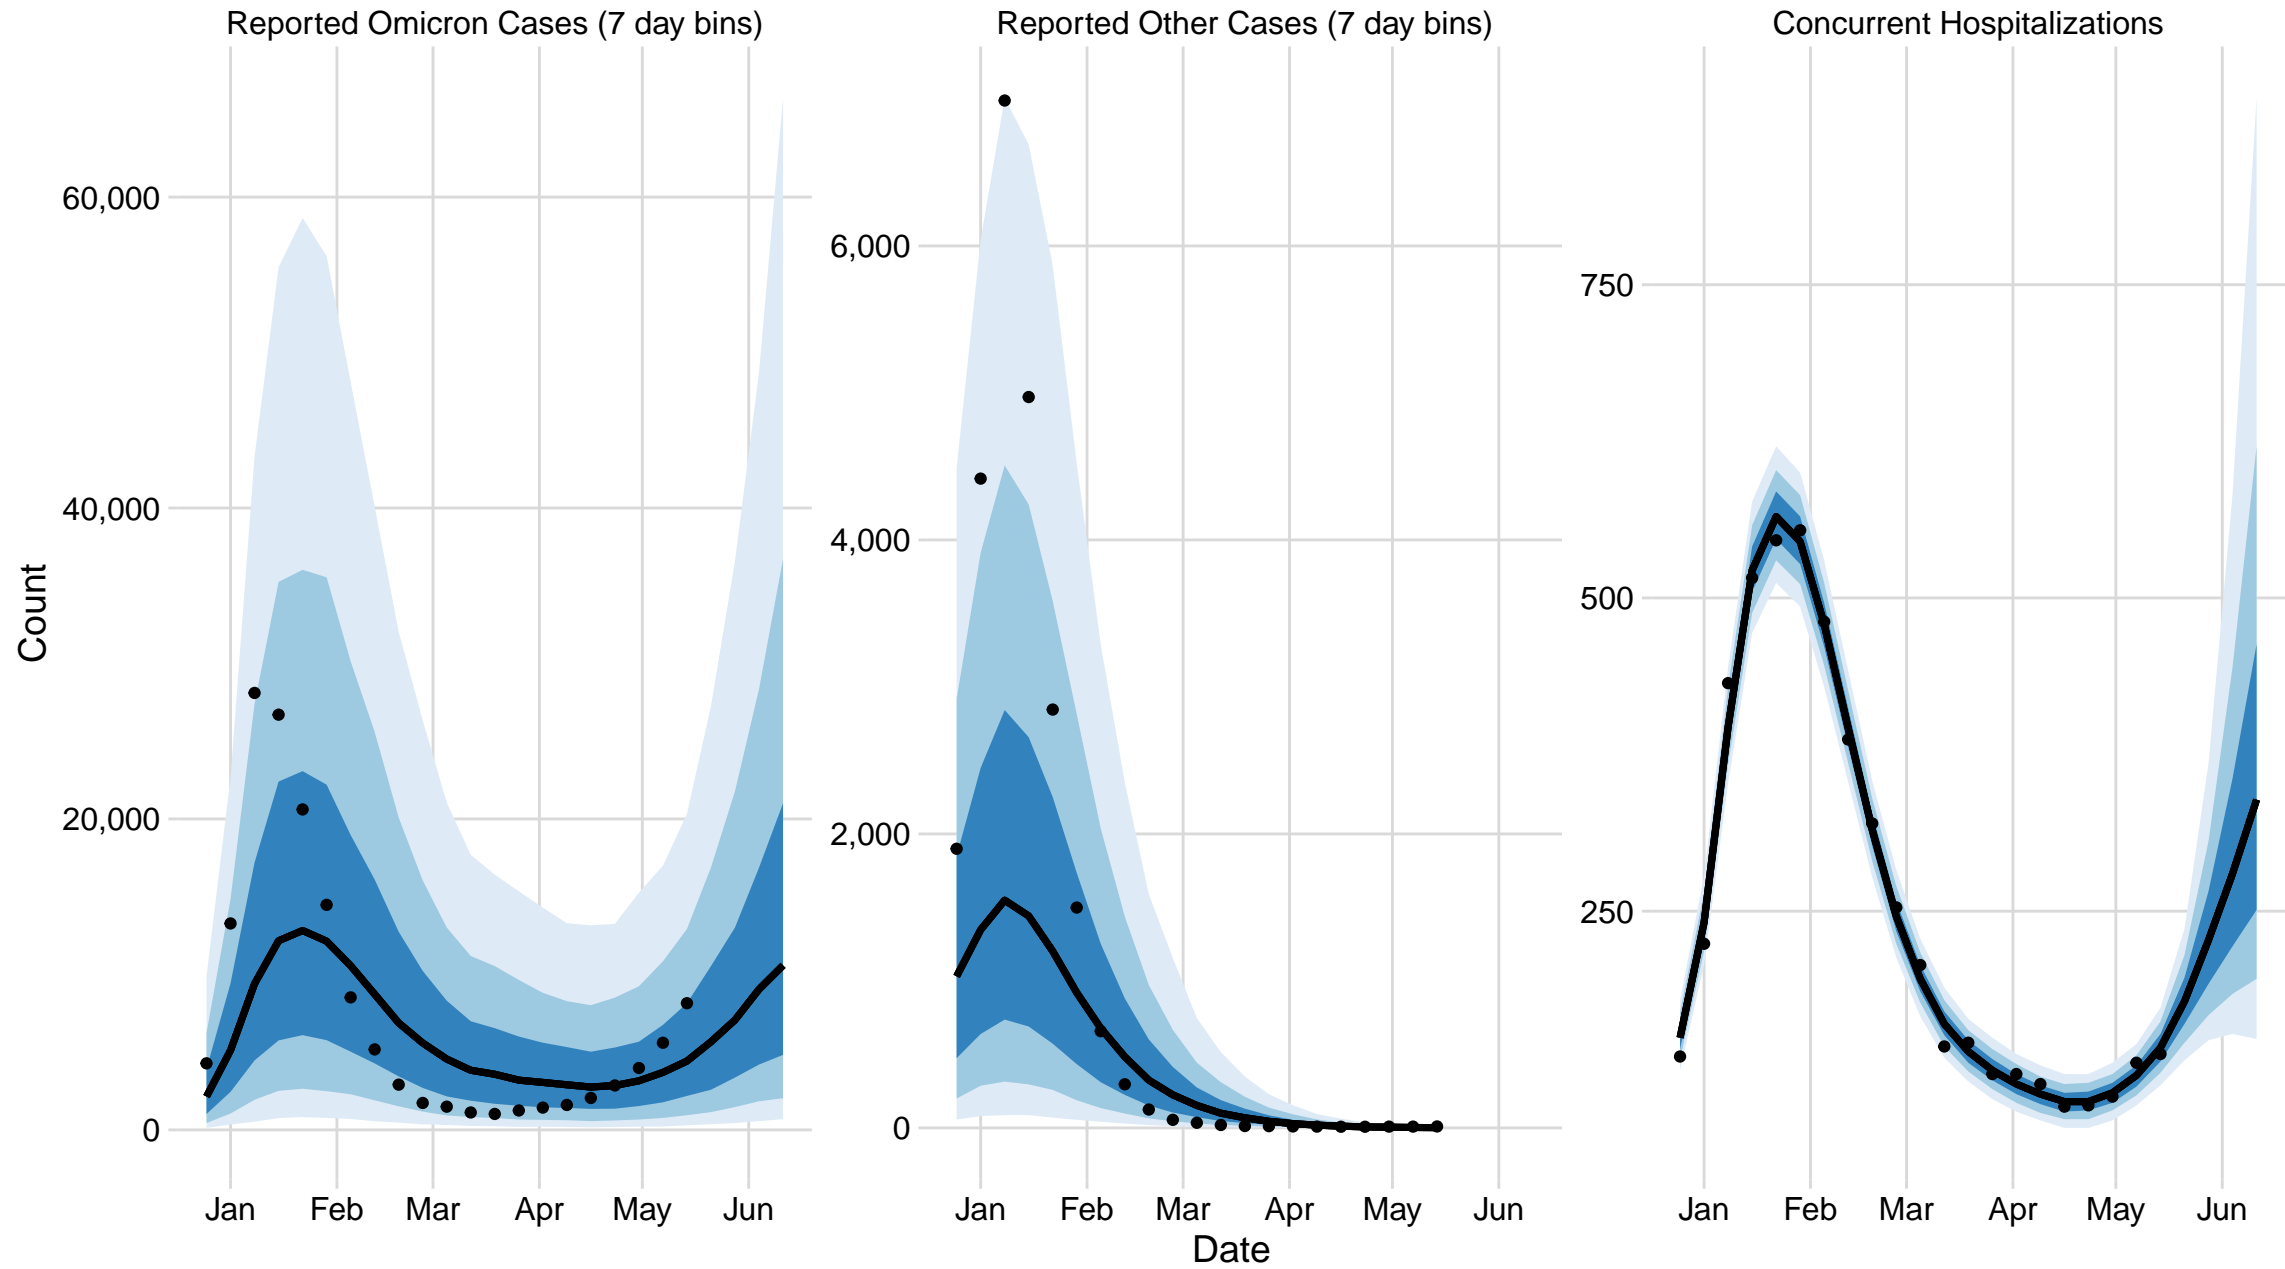 Reported Omicron Cases (7 day bins)
Reported Other Cases (7 day bins)
Concurrent Hospitalizations
Count
60,000
40,000
20,000
0
6,000
4,000
2,000
0
750
500
250
Jan Feb Mar Apr May Jun
Jan Feb Mar Apr May Jun
Jan Feb Mar Apr May Jun
Date